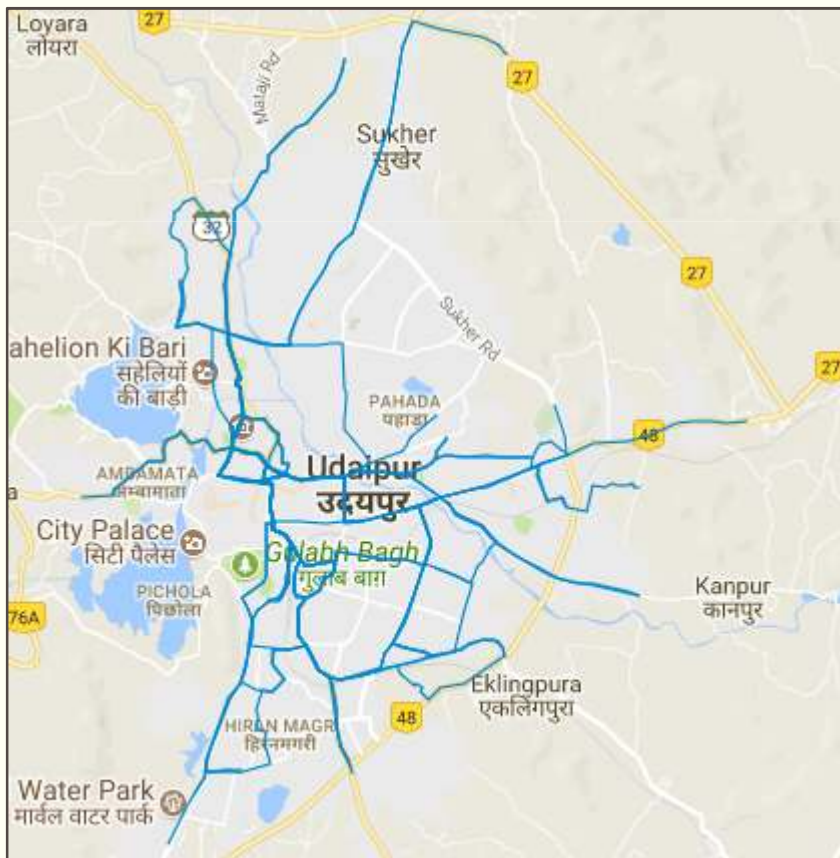 Loyara
लोयरा
27
Mataji Rd
27
Sukher
सुखेर
32
27
Sukher Rd
ahelion Ki Bari
सहेलियों
की बाड़ी
27
PAHADA
पहाडा
48
Udaipur
उदयपुर
AMBAMATA
अम्बामाता
a
City Palace
सिटी पैलेस
Gulabh Bagh
गुलाब बाग़
PICHOLA
पिछोला
Kanpur
कानपुर
76A
Eklingpura
एकलिंगपुरा
48
HIRAN MAGRI
हिरनमगरी
Water Park
मार्वल वाटर पार्क